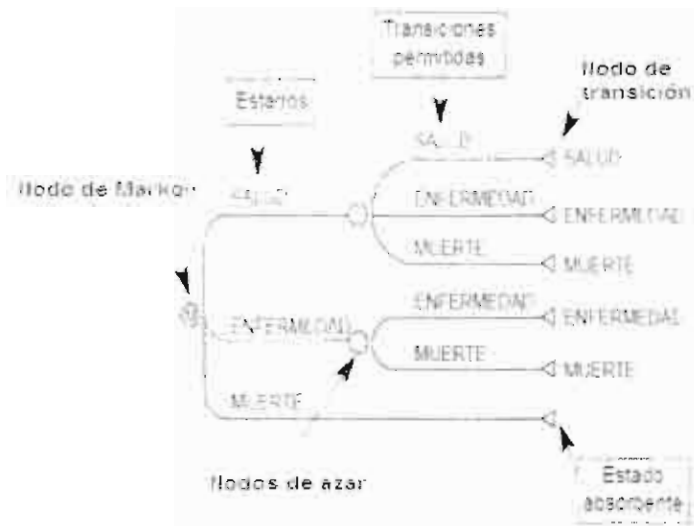 Transiciones
permitidas
Nodo de
transición
Estados
SALUD
SALUD
Nodo de Markov
SALUD
ENFERMEDAD
ENFERMEDAD
MUERTE
MUERTE
ENFERMEDAD
ENFERMEDAD
ENFERMEDAD
MUERTE
MUERTE
MUERTE
Nodos de azar
Estado
absorbente